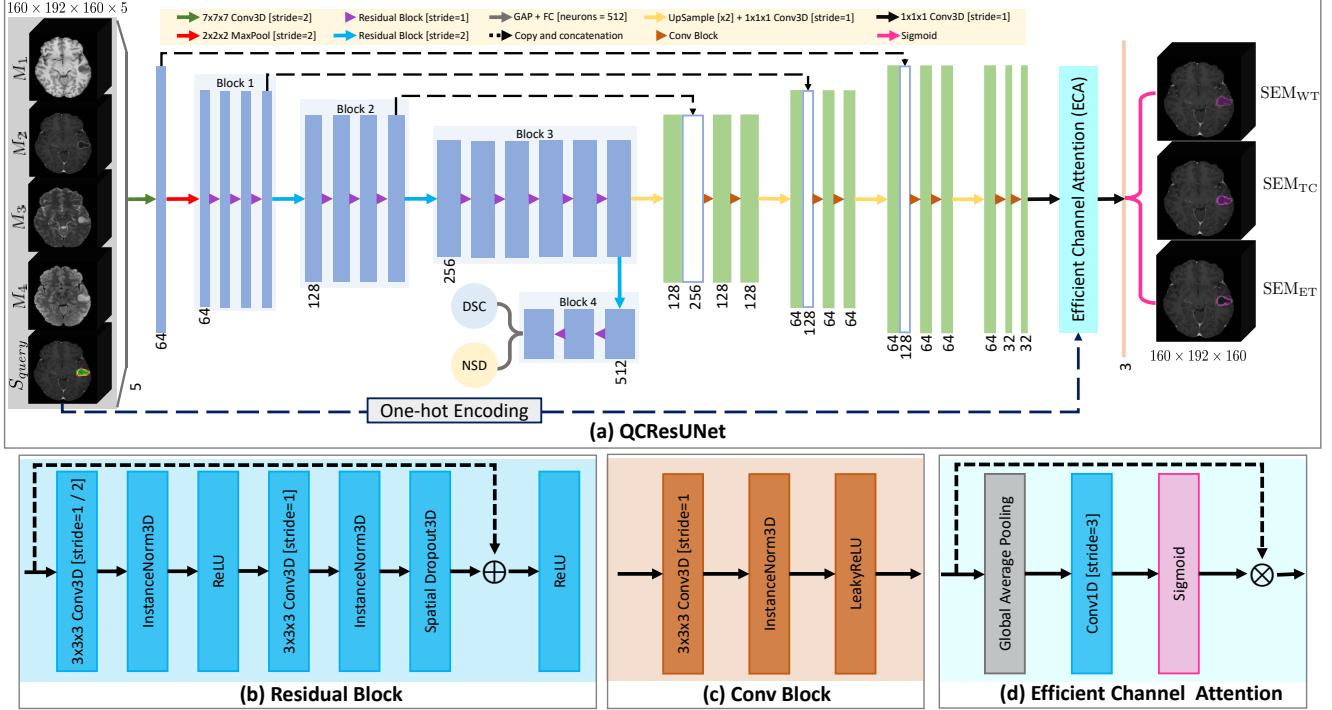 160 × 192 × 160 × 5
7x7x7 Conv3D [stride=2]
Residual Block [stride=1]
GAP + FC [neurons = 512]
UpSample [x2] + 1x1x1 Conv3D [stride=1]
1x1x1 Conv3D [stride=1]
2x2x2 MaxPool [stride=2]
Residual Block [stride=2]
Copy and concatenation
Conv Block
Sigmoid
M1
M2
M3
M4
Squery
5
64
Block 1
64
Block 2
128
Block 3
256
Block 4
512
DSC
NSD
128
256
128
128
64
128
64
64
64
128
64
64
64
32
32
Efficient Channel Attention (ECA)
3
SEMWT
SEMTC
SEMET
160 × 192 × 160
One-hot Encoding
(a) QCResUNet
3x3x3 Conv3D [stride=1 / 2]
InstanceNorm3D
ReLU
3x3x3 Conv3D [stride=1]
InstanceNorm3D
Spatial Dropout3D
ReLU
(b) Residual Block
3x3x3 Conv3D [stride=1
InstanceNorm3D
LeakyReLU
(c) Conv Block
Global Average Pooling
Conv1D [stride=3]
Sigmoid
(d) Efficient Channel Attention